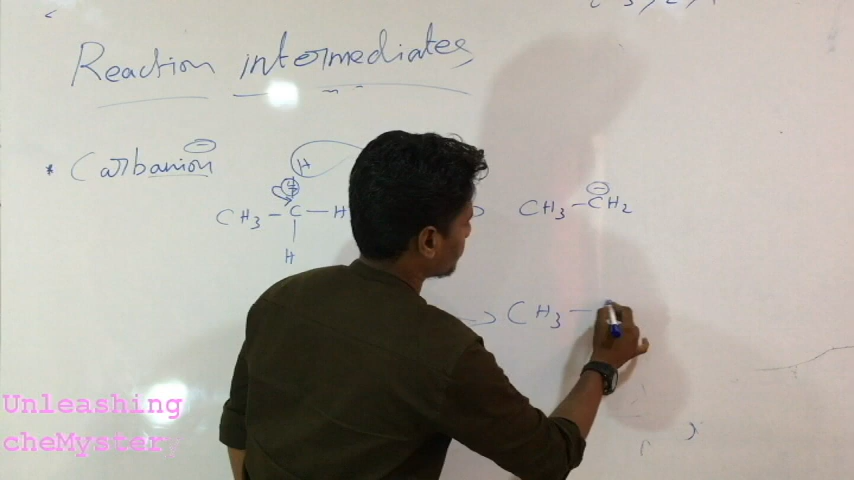 Reaction intermediates
* Carbanion ⊖
H
CH3 - C - H
H
CH3 - CH2
⊖
CH3 -
Unleashing
cheMystery